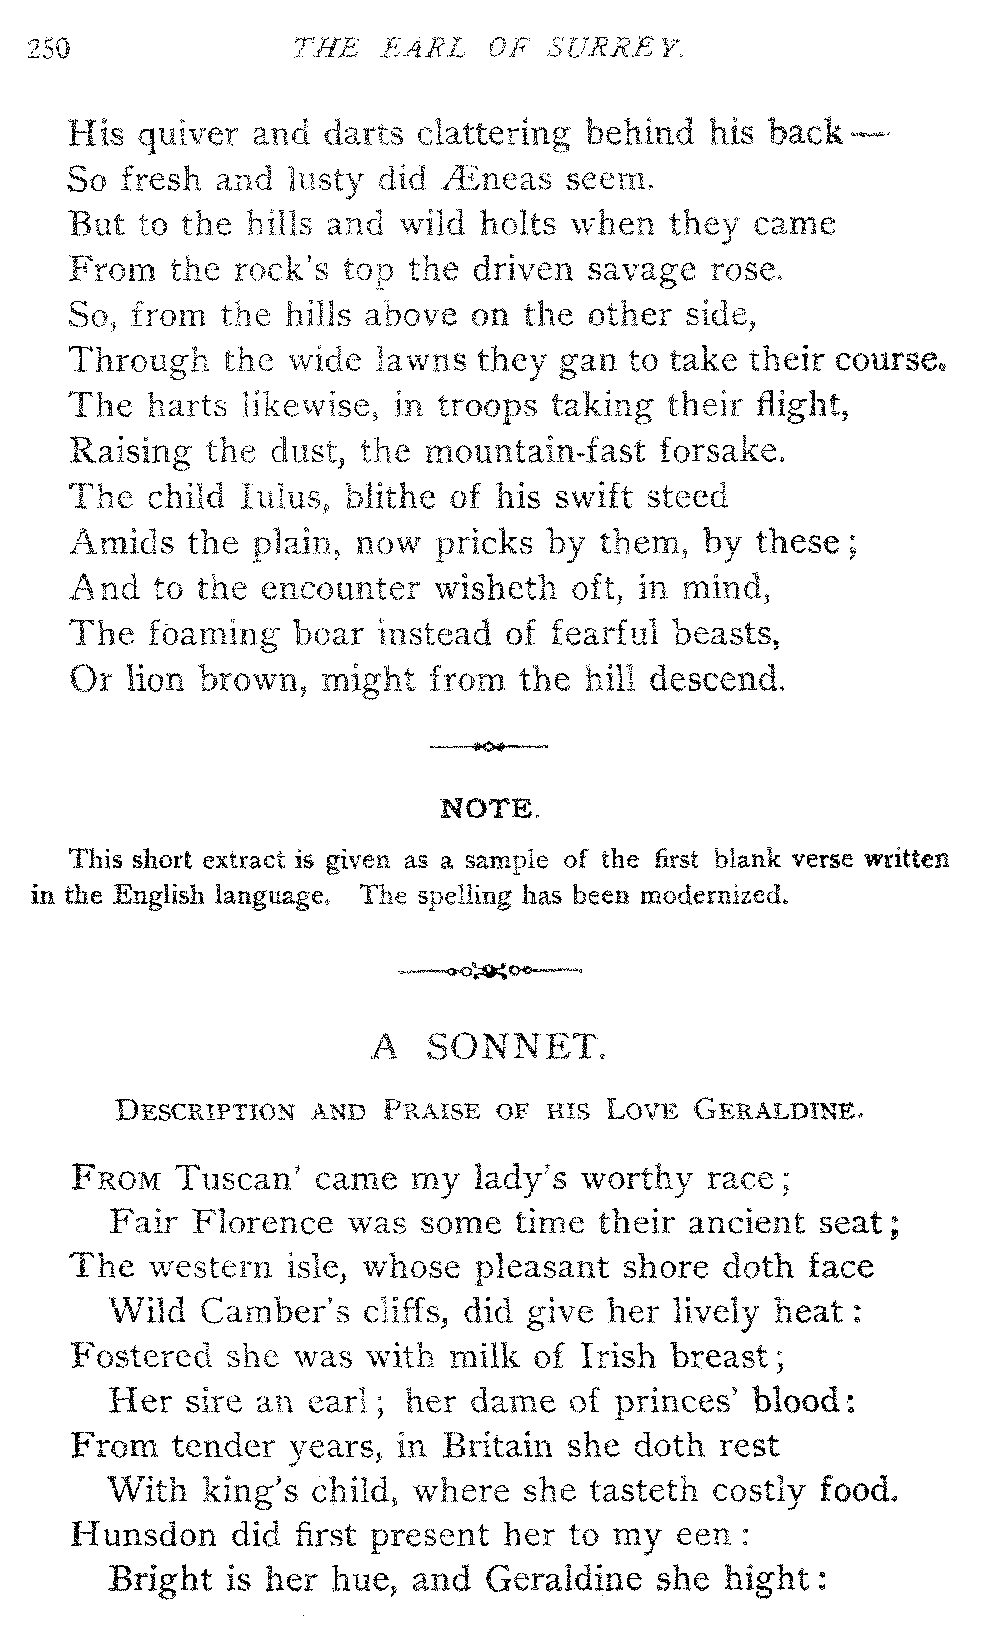 250 THE EARL OF SURREY.
His quiver and darts clattering behind his back—
So fresh and lusty did Æneas seem.
But to the hills and wild holts when they came
From the rock's top the driven savage rose.
So, from the hills above on the other side,
Through the wide lawns they gan to take their course.
The harts likewise, in troops taking their flight,
Raising the dust, the mountain-fast forsake.
The child Iulus, blithe of his swift steed
Amids the plain, now pricks by them, by these;
And to the encounter wisheth oft, in mind,
The foaming boar instead of fearful beasts,
Or lion brown, might from the hill descend.
NOTE.
This short extract is given as a sample of the first blank verse written
in the English language. The spelling has been modernized.
A SONNET.
DESCRIPTION AND PRAISE OF HIS LOVE GERALDINE.
FROM Tuscan' came my lady's worthy race;
Fair Florence was some time their ancient seat;
The western isle, whose pleasant shore doth face
Wild Camber's cliffs, did give her lively heat:
Fostered she was with milk of Irish breast;
Her sire an earl; her dame of princes' blood:
From tender years, in Britain she doth rest
With king's child, where she tasteth costly food.
Hunsdon did first present her to my een:
Bright is her hue, and Geraldine she hight: